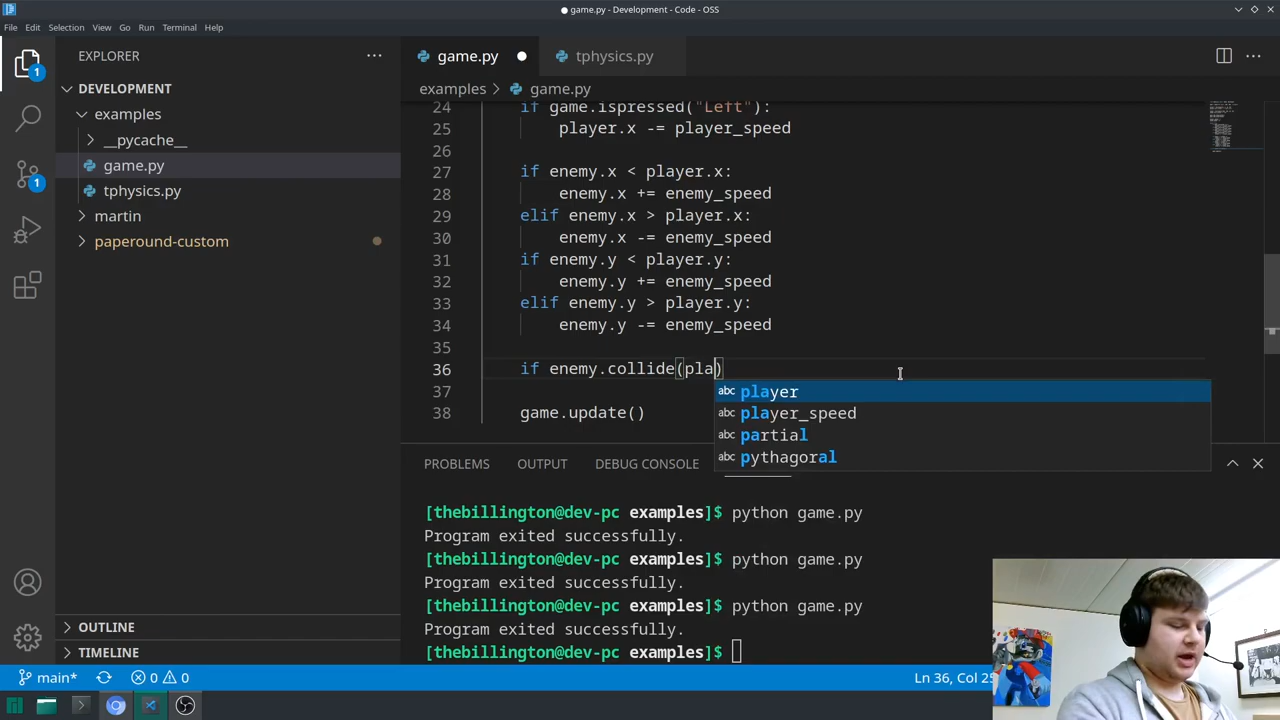 game.py - Development - Code - OSS
File Edit Selection View Go Run Terminal Help
EXPLORER
game.py
tphysics.py
1
DEVELOPMENT
examples > game.py
examples
__pycache__
game.py
tphysics.py
martin
paperound-custom
1
24 if game.ispressed("Left"):
25 player.x -= player_speed
26
27 if enemy.x < player.x:
28 enemy.x += enemy_speed
29 elif enemy.x > player.x:
30 enemy.x -= enemy_speed
31 if enemy.y < player.y:
32 enemy.y += enemy_speed
33 elif enemy.y > player.y:
34 enemy.y -= enemy_speed
35
36 if enemy.collide(pla)
37
38 game.update()
abc player
abc player_speed
abc partial
abc pythagoral
PROBLEMS OUTPUT DEBUG CONSOLE
[thebillington@dev-pc examples]$ python game.py
Program exited successfully.
[thebillington@dev-pc examples]$ python game.py
Program exited successfully.
[thebillington@dev-pc examples]$ python game.py
Program exited successfully.
[thebillington@dev-pc examples]$
OUTLINE
TIMELINE
main* 0 0 Ln 36, Col 25